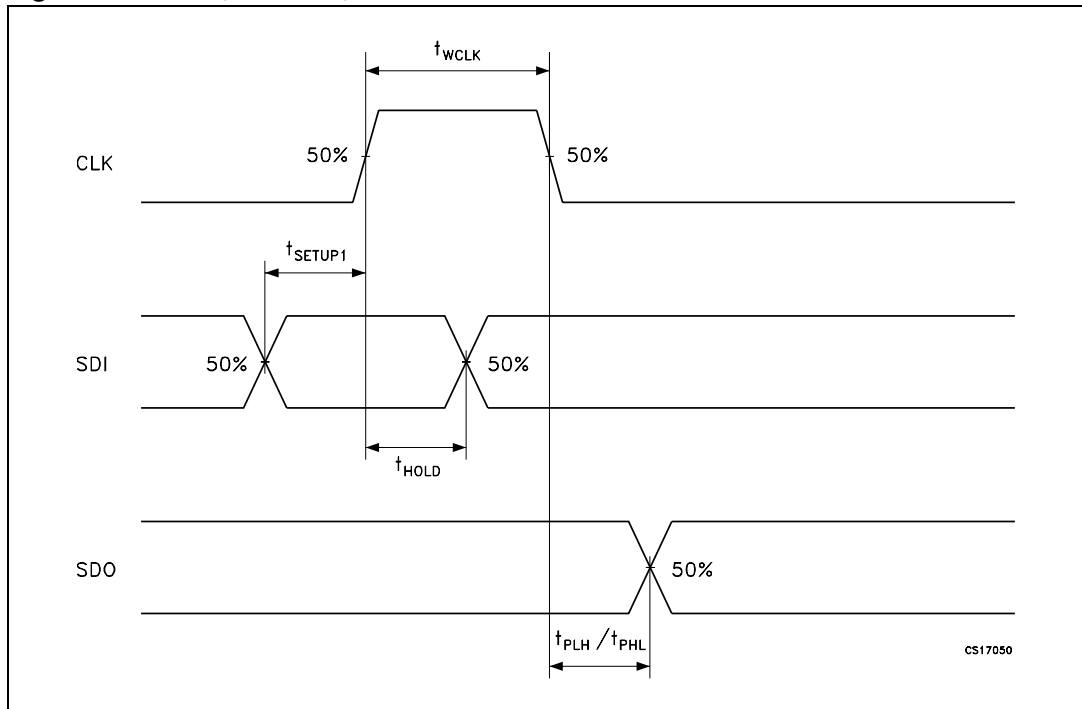 tWCLK
CLK
50%
50%
tSETUP1
SDI
50%
50%
tHOLD
SDO
50%
tPLH /tPHL
CS17050